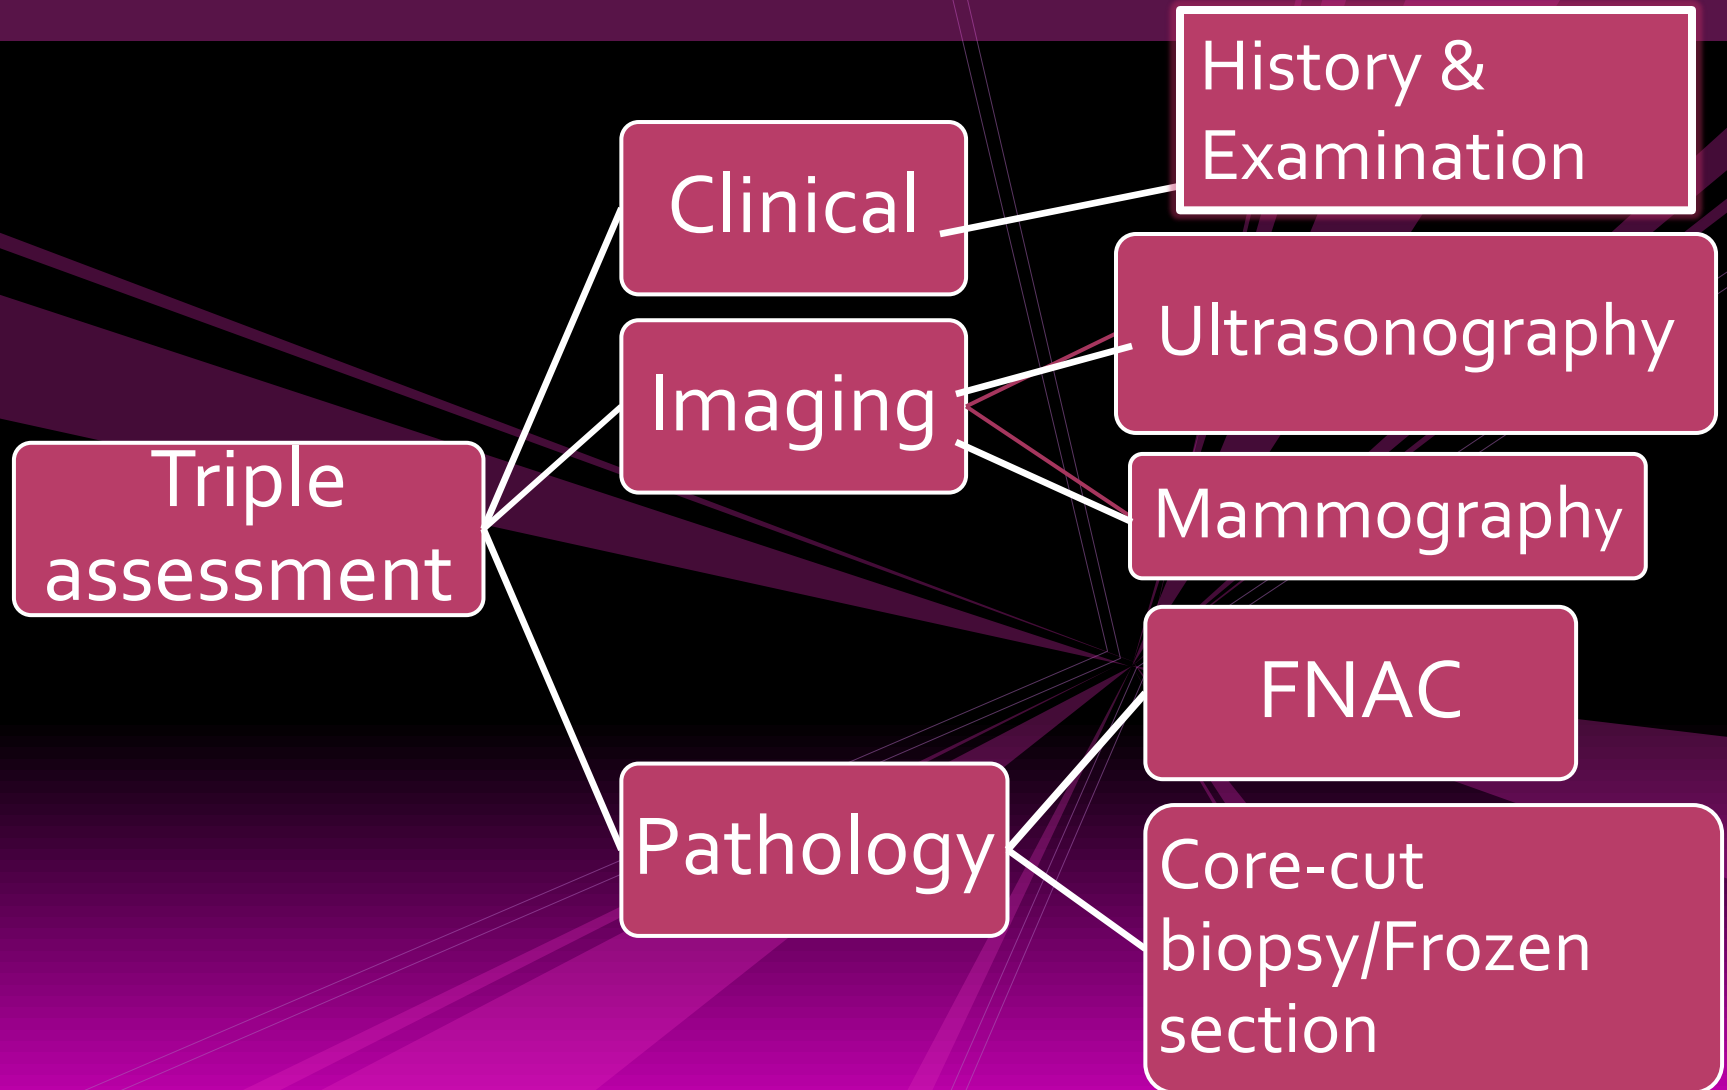 Triple
assessment
Clinical
History &
Examination
Imaging
Ultrasonography
Mammography
Pathology
FNAC
Core-cut
biopsy/Frozen
section